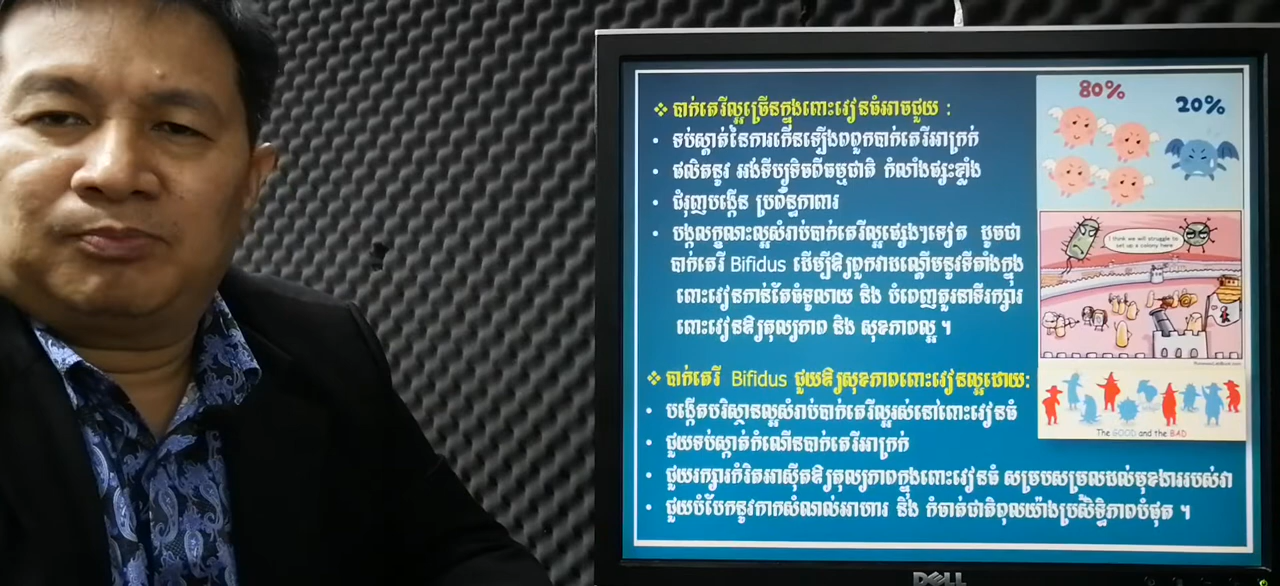 ❖ បាក់តេរីល្អច្រើនក្នុងពោះវៀនធំអាចជួយ :
• ទប់ស្កាត់នៃការកើនឡើងពពួកបាក់តេរីអាក្រក់
• ផលិតនូវ អង់ទីប្យូទិចពីធម្មជាតិ កំលាំងផ្សះខ្លាំង
• ជំរុញបង្កើន ប្រព័ន្ធការពារ
• បង្កលក្ខណះល្អសំរាប់បាក់តេរីល្អផ្សេងៗទៀត ដូចជា
បាក់តេរី Bifidus ដើម្បីឱ្យពួកវាដណ្តើមនូវទីតាំងក្នុង
ពោះវៀនកាន់តែធំទូលាយ និង បំពេញតួរនាទីរក្សារ
ពោះវៀនឱ្យតុល្យភាព និង សុខភាពល្អ ។
❖ បាក់តេរី Bifidus ជួយឱ្យសុខភាពពោះវៀនល្អដោយ:
• បង្កើតបរិស្ថានល្អសំរាប់បាក់តេរីល្អរស់នៅពោះវៀនធំ
• ជួយទប់ស្កាត់កំណើនបាក់តេរីអាក្រក់
• ជួយរក្សារកំរិតអាស៊ីតឱ្យតុល្យភាពក្នុងពោះវៀនធំ សម្របសម្រួលដល់មុខងាររបស់វា
• ជួយបំបែកនូវកាកសំណល់អាហារ និង កំចាត់ជាតិពុលយ៉ាងប្រសិទ្ធិភាពបំផុត ។
80%
20%
I think we will struggle to
set up a colony here
The GOOD and the BAD
DELL